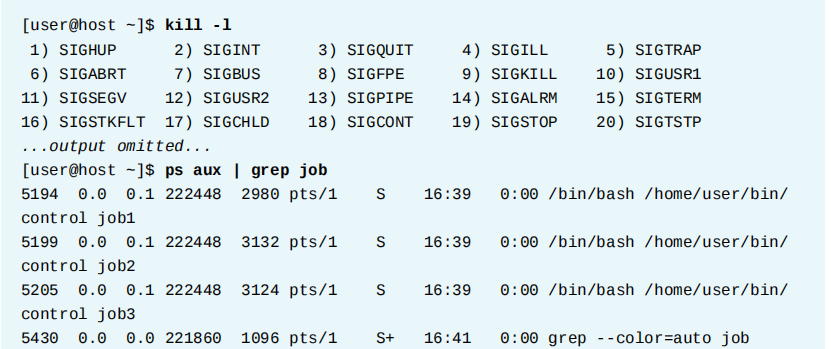 [user@host ~]$ kill -l
1) SIGHUP 2) SIGINT 3) SIGQUIT 4) SIGILL 5) SIGTRAP
6) SIGABRT 7) SIGBUS 8) SIGFPE 9) SIGKILL 10) SIGUSR1
11) SIGSEGV 12) SIGUSR2 13) SIGPIPE 14) SIGALRM 15) SIGTERM
16) SIGSTKFLT 17) SIGCHLD 18) SIGCONT 19) SIGSTOP 20) SIGTSTP
...output omitted...
[user@host ~]$ ps aux | grep job
5194 0.0 0.1 222448 2980 pts/1 S 16:39 0:00 /bin/bash /home/user/bin/
control job1
5199 0.0 0.1 222448 3132 pts/1 S 16:39 0:00 /bin/bash /home/user/bin/
control job2
5205 0.0 0.1 222448 3124 pts/1 S 16:39 0:00 /bin/bash /home/user/bin/
control job3
5430 0.0 0.0 221860 1096 pts/1 S+ 16:41 0:00 grep --color=auto job